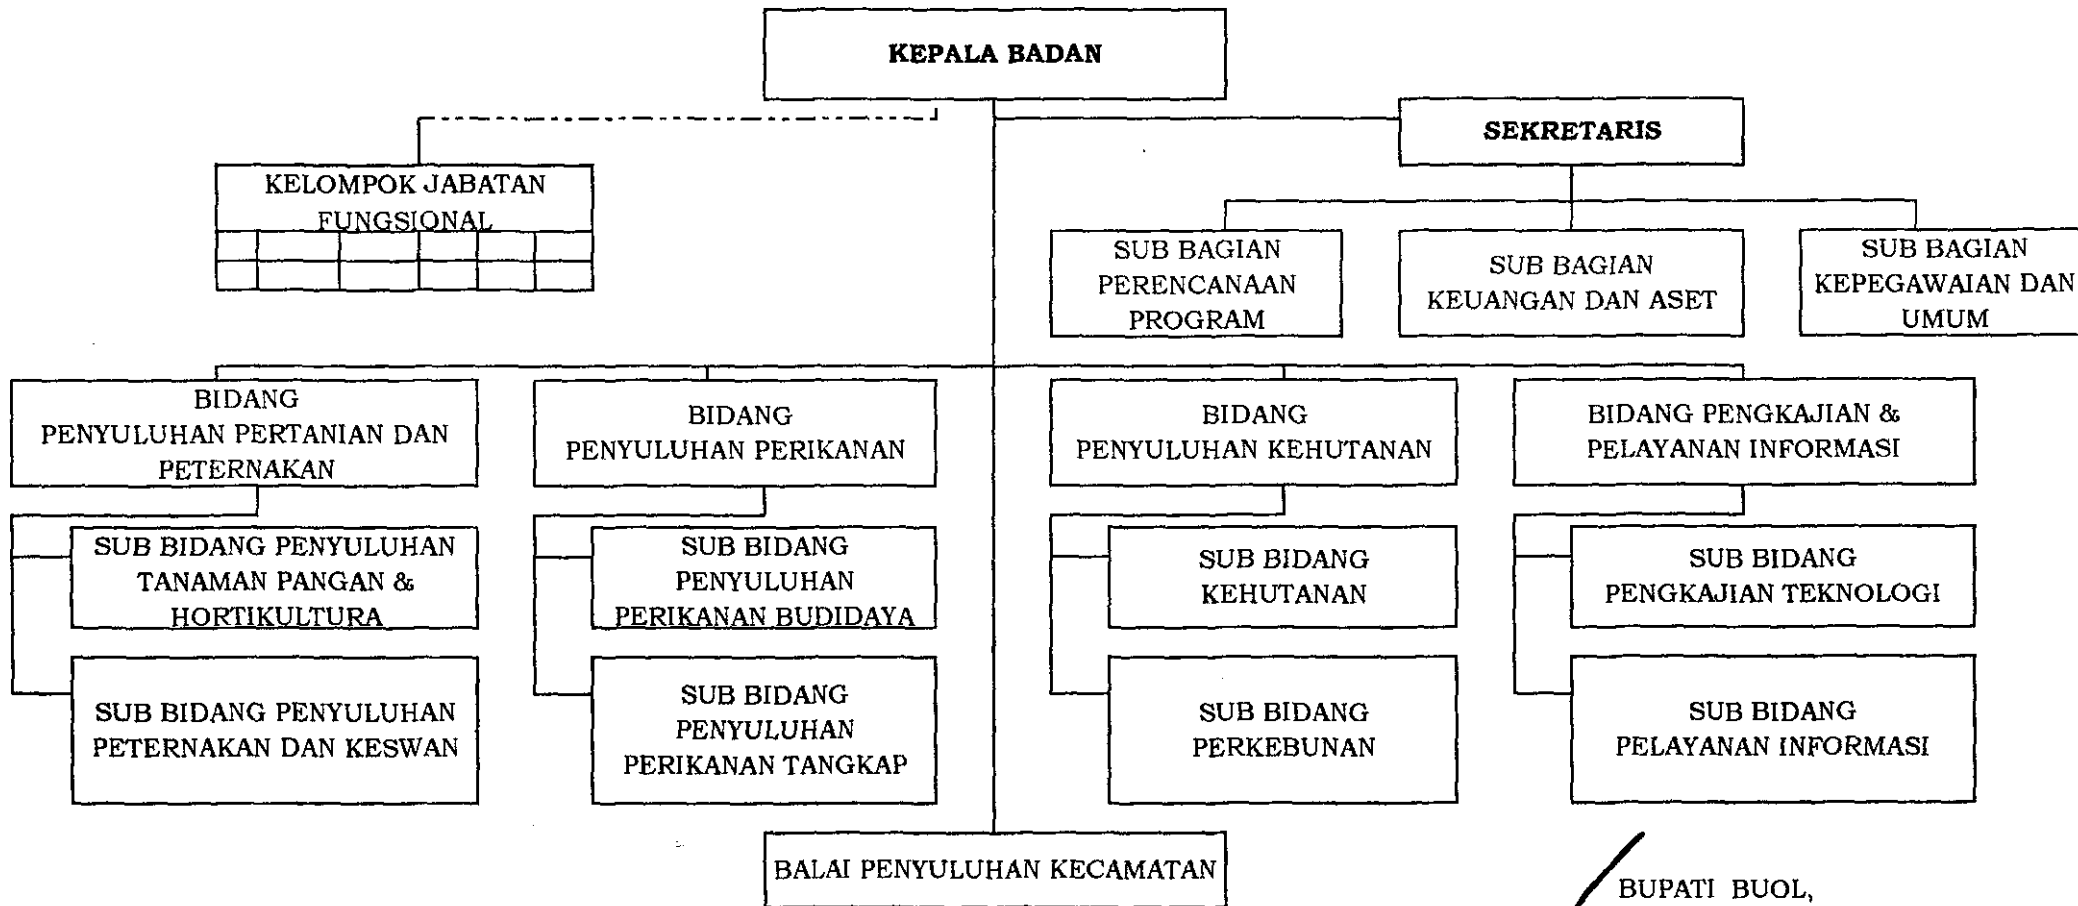 KEPALA BADAN
SEKRETARIS
KELOMPOK JABATAN
FUNGSIONAL
SUB BAGIAN
PERENCANAAN
PROGRAM
SUB BAGIAN
KEUANGAN DAN ASET
SUB BAGIAN
KEPEGAWAIAN DAN
UMUM
BIDANG
PENYULUHAN PERTANIAN DAN
PETERNAKAN
BIDANG
PENYULUHAN PERIKANAN
BIDANG
PENYULUHAN KEHUTANAN
BIDANG PENGKAJIAN &
PELAYANAN INFORMASI
SUB BIDANG PENYULUHAN
TANAMAN PANGAN &
HORTIKULTURA
SUB BIDANG
PENYULUHAN
PERIKANAN BUDIDAYA
SUB BIDANG
KEHUTANAN
SUB BIDANG
PENGKAJIAN TEKNOLOGI
SUB BIDANG PENYULUHAN
PETERNAKAN DAN KESWAN
SUB BIDANG
PENYULUHAN
PERIKANAN TANGKAP
SUB BIDANG
PERKEBUNAN
SUB BIDANG
PELAYANAN INFORMASI
BALAI PENYULUHAN KECAMATAN
BUPATI BUOL,